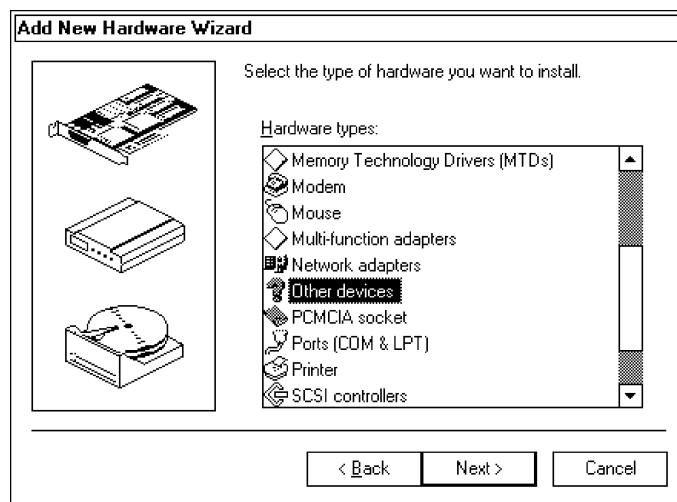 Add New Hardware Wizard
Select the type of hardware you want to install.
Hardware types:
Memory Technology Drivers (MTDs)
Modem
Mouse
Multi-function adapters
Network adapters
Other devices
PCMCIA socket
Ports (COM & LPT)
Printer
SCSI controllers
< Back Next > Cancel